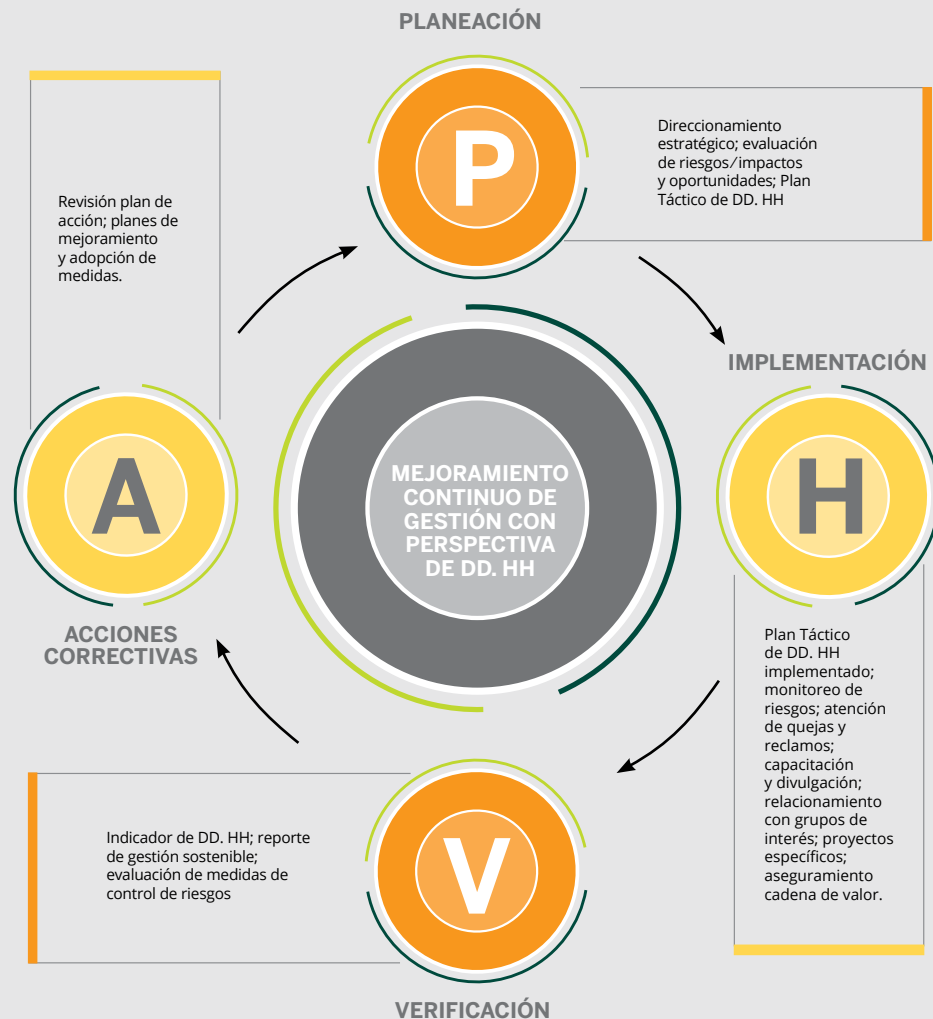 PLANEACIÓN
P
Direccionamiento
estratégico; evaluación
de riesgos/impactos
y oportunidades; Plan
Táctico de DD. HH
IMPLEMENTACIÓN
H
Plan Táctico
de DD. HH
implementado;
monitoreo de
riesgos; atención
de quejas y
reclamos;
capacitación
y divulgación;
relacionamiento
con grupos de
interés; proyectos
específicos;
aseguramiento
cadena de valor.
VERIFICACIÓN
V
Indicador de DD. HH; reporte
de gestión sostenible;
evaluación de medidas de
control de riesgos
ACCIONES
CORRECTIVAS
A
Revisión plan de
acción; planes de
mejoramiento
y adopción de
medidas.
MEJORAMIENTO
CONTINUO DE
GESTIÓN CON
PERSPECTIVA
DE DD. HH